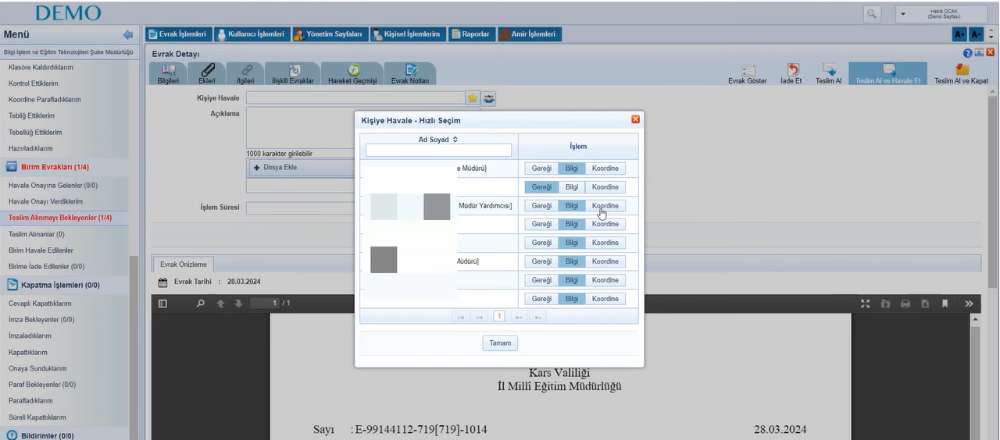 DEMO
Habib OCAK
(Demo Sayfası)
Menü
Evrak İşlemleri Kullanıcı İşlemleri Yönetim Sayfaları Kişisel İşlemlerim Raporlar Amir İşlemleri
A+ A-
Bilgi İşlem ve Eğitim Teknolojileri Şube Müdürlüğü
Klasöre Kaldırdıklarım
Kontrol Ettiklerim
Koordine Parafladıklarım
Tebliğ Ettiklerim
Tebellüğ Ettiklerim
Hazırladıklarım
Birim Evrakları (1/4)
Havale Onayına Gelenler (0/0)
Havale Onayı Verdiklerim
Teslim Alınmayı Bekleyenler (1/4)
Teslim Alınanlar (0)
Birim Havale Edilenler
Birime İade Edilenler (0/0)
Kapatma İşlemleri (0/0)
Cevaplı Kapattıklarım
İmza Bekleyenler (0/0)
İmzaladıklarım
Kapattıklarım
Onaya Sunduklarım
Paraf Bekleyenler (0/0)
Parafladıklarım
Süreli Kapattıklarım
Bildirimler (0/0)
Evrak Detayı
Bilgileri Ekleri İlgileri İlişkili Evraklar Hareket Geçmişi Evrak Notları
Evrak Göster İade Et Teslim Al Teslim Al ve Havale Et Teslim Al ve Kapat
Kişiye Havale
Açıklama
1000 karakter girilebilir
+ Dosya Ekle
İşlem Süresi
Kişiye Havale - Hızlı Seçim
Ad Soyad İşlem
e Müdürü] Gereği Bilgi Koordine
Gereği Bilgi Koordine
Müdür Yardımcısı] Gereği Bilgi Koordine
Gereği Bilgi Koordine
Gereği Bilgi Koordine
Müdürü] Gereği Bilgi Koordine
Gereği Bilgi Koordine
Gereği Bilgi Koordine
1
Tamam
Evrak Önizleme
Evrak Tarihi : 28.03.2024
1 / 1
Kars Valiliği
İl Millî Eğitim Müdürlüğü
Sayı : E-99144112-719[719]-1014 28.03.2024